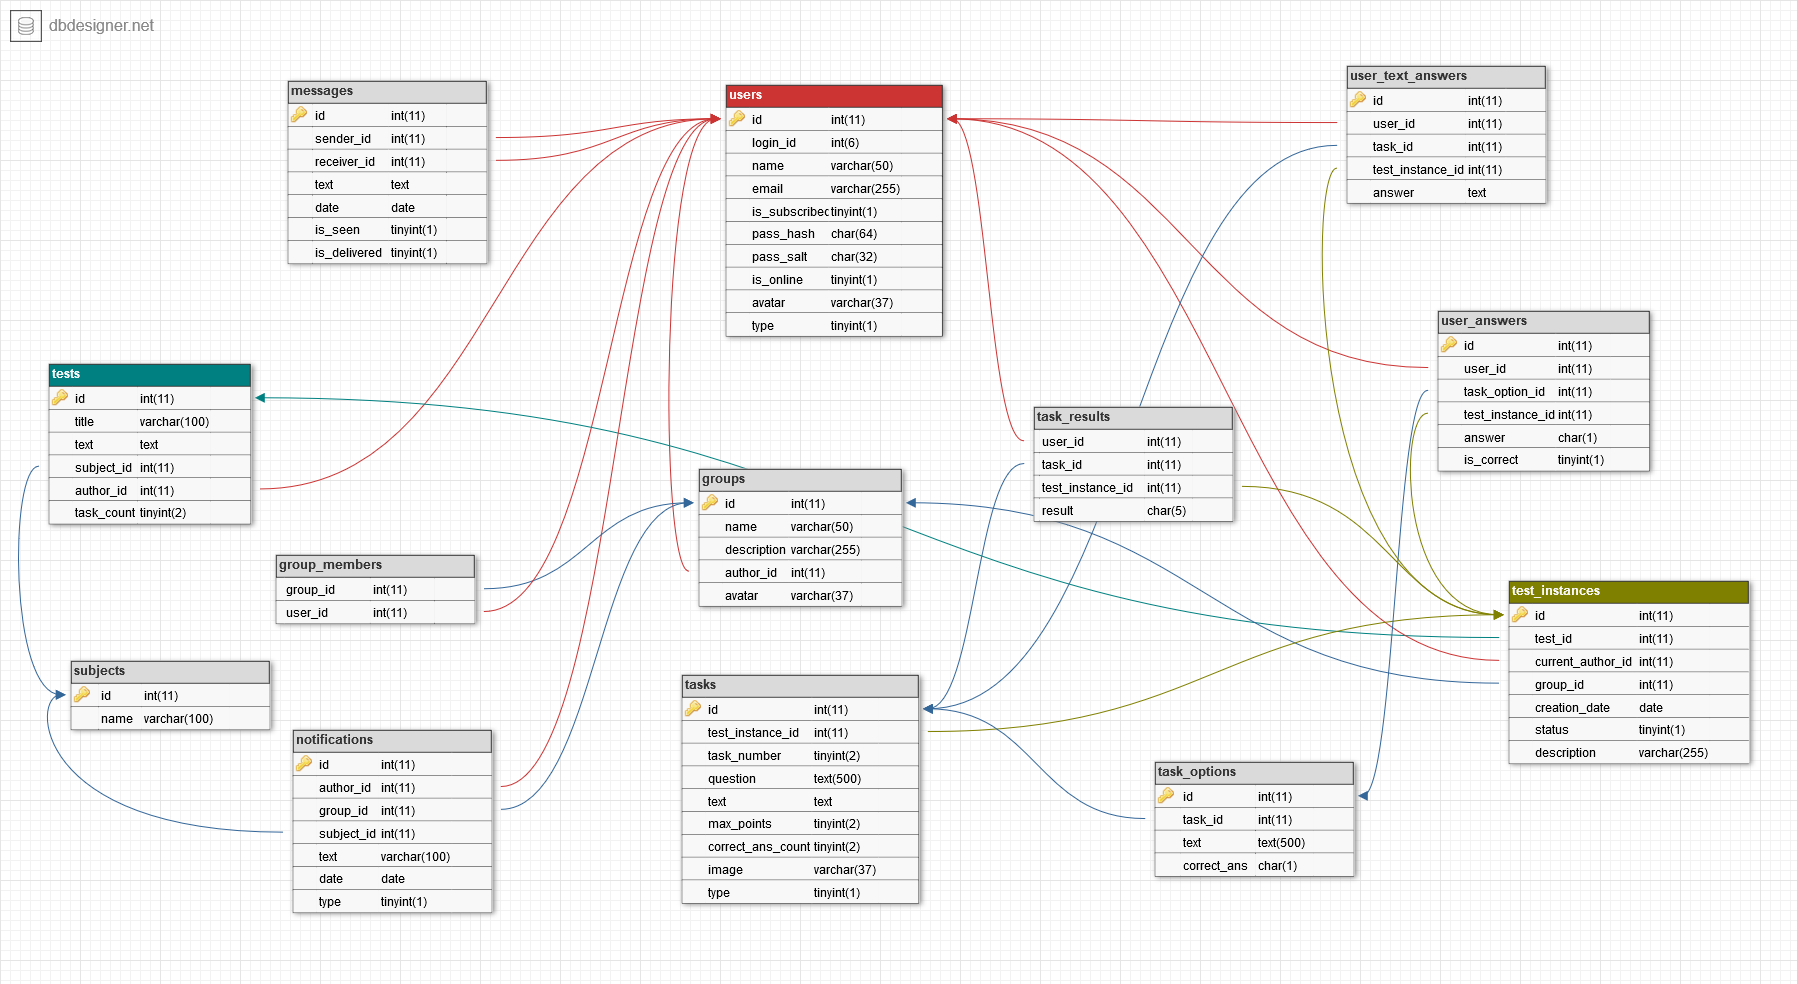 dbdesigner.net
messages
id int(11)
sender_id int(11)
receiver_id int(11)
text text
date date
is_seen tinyint(1)
is_delivered tinyint(1)
users
id int(11)
login_id int(6)
name varchar(50)
email varchar(255)
is_subscribed tinyint(1)
pass_hash char(64)
pass_salt char(32)
is_online tinyint(1)
avatar varchar(37)
type tinyint(1)
user_text_answers
id int(11)
user_id int(11)
task_id int(11)
test_instance_id int(11)
answer text
user_answers
id int(11)
user_id int(11)
task_option_id int(11)
test_instance_id int(11)
answer char(1)
is_correct tinyint(1)
tests
id int(11)
title varchar(100)
text text
subject_id int(11)
author_id int(11)
task_count tinyint(2)
task_results
user_id int(11)
task_id int(11)
test_instance_id int(11)
result char(5)
groups
id int(11)
name varchar(50)
description varchar(255)
author_id int(11)
avatar varchar(37)
group_members
group_id int(11)
user_id int(11)
test_instances
id int(11)
test_id int(11)
current_author_id int(11)
group_id int(11)
creation_date date
status tinyint(1)
description varchar(255)
subjects
id int(11)
name varchar(100)
tasks
id int(11)
test_instance_id int(11)
task_number tinyint(2)
question text(500)
text text
max_points tinyint(2)
correct_ans_count tinyint(2)
image varchar(37)
type tinyint(1)
notifications
id int(11)
author_id int(11)
group_id int(11)
subject_id int(11)
text varchar(100)
date date
type tinyint(1)
task_options
id int(11)
task_id int(11)
text text(500)
correct_ans char(1)